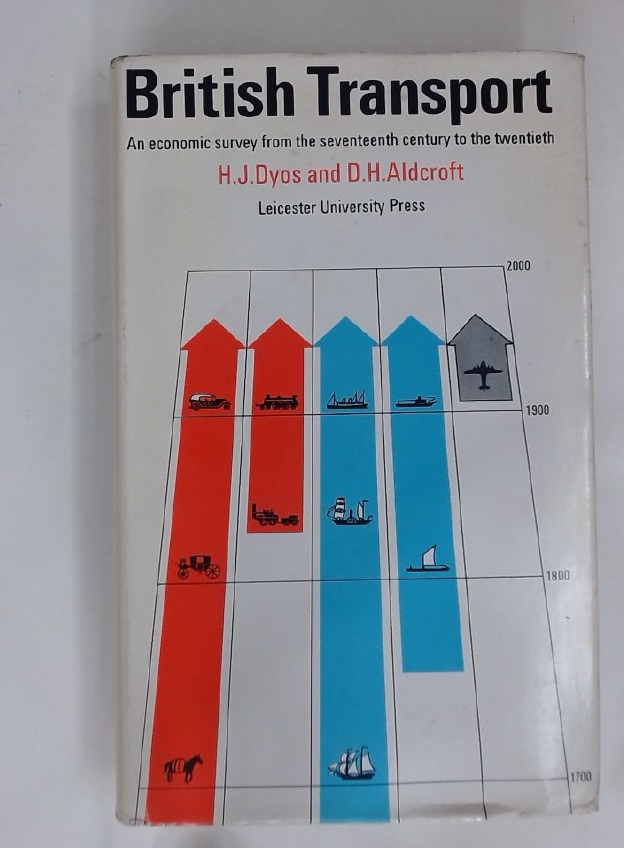 British Transport
An economic survey from the seventeenth century to the twentieth
H.J.Dyos and D.H.Aldcroft
Leicester University Press
2000
1900
1800
1700